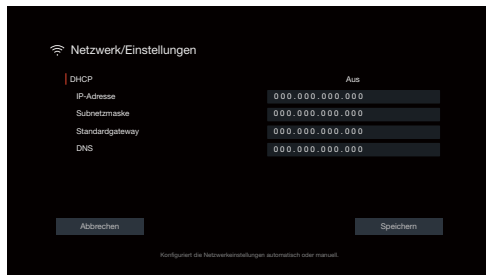 Netzwerk/Einstellungen
DHCP Aus
IP-Adresse 000.000.000.000
Subnetzmaske 000.000.000.000
Standardgateway 000.000.000.000
DNS 000.000.000.000
Abbrechen Speichern
Konfiguriert die Netzwerkeinstellungen automatisch oder manuell.